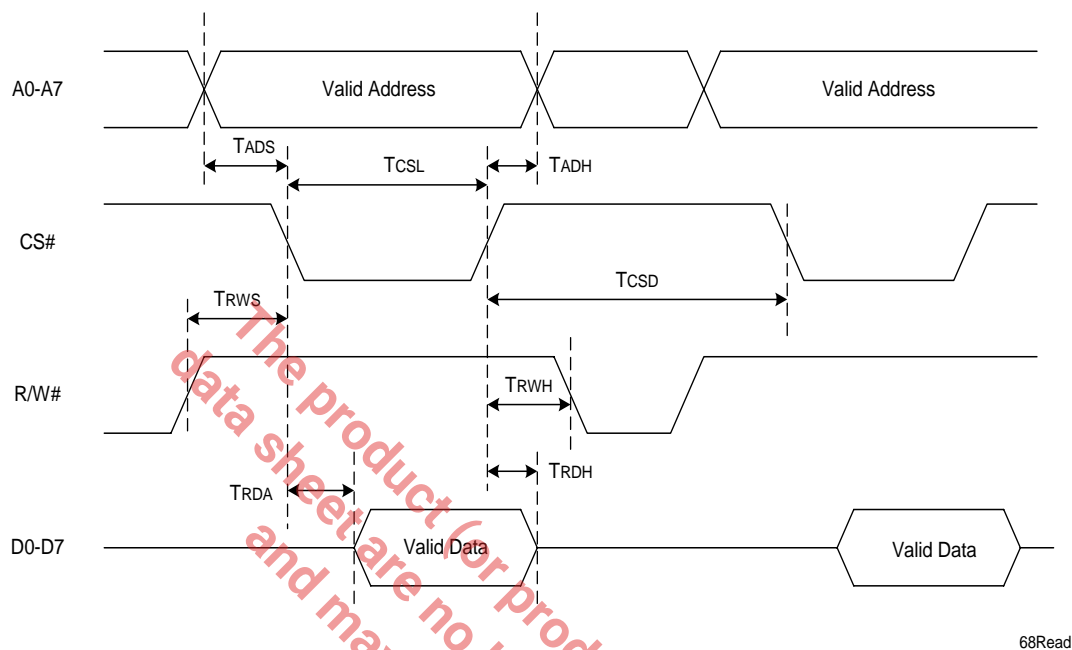 A0-A7
Valid Address
Valid Address
TADS
TCSL
TADH
CS#
TCSD
TRWS
R/W#
TRWH
TRDH
TRDA
D0-D7
Valid Data
Valid Data
The product (or prod
data sheet are no
and ma
68Read